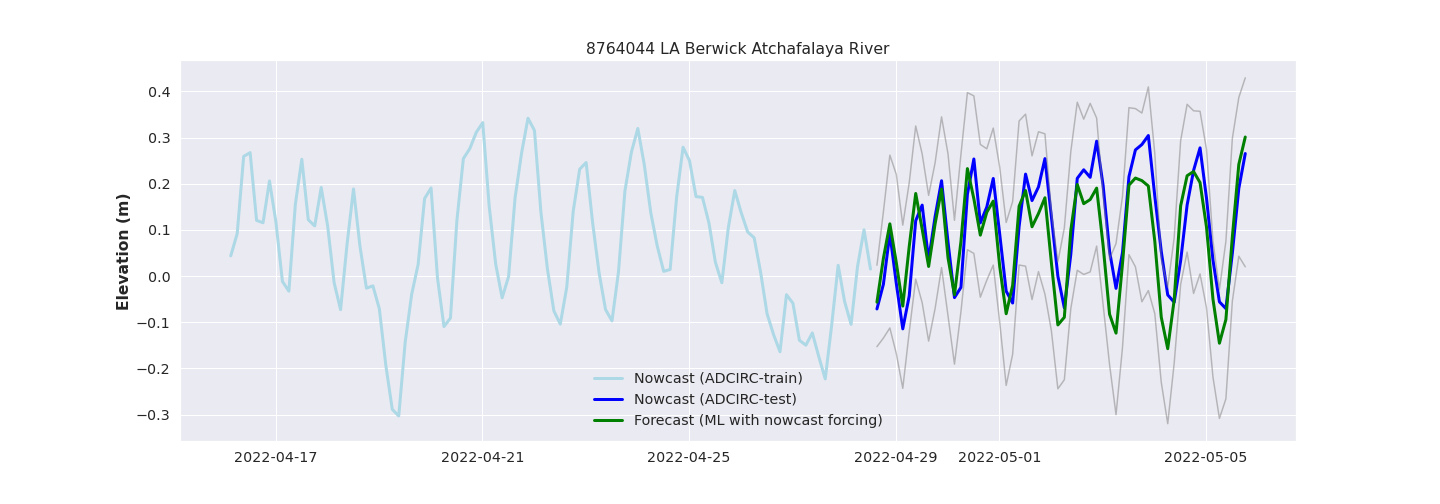 8764044 LA Berwick Atchafalaya River
Elevation (m)
0.4
0.3
0.2
0.1
0.0
−0.1
−0.2
−0.3
Nowcast (ADCIRC-train)
Nowcast (ADCIRC-test)
Forecast (ML with nowcast forcing)
2022-04-17 2022-04-21 2022-04-25 2022-04-29 2022-05-01 2022-05-05